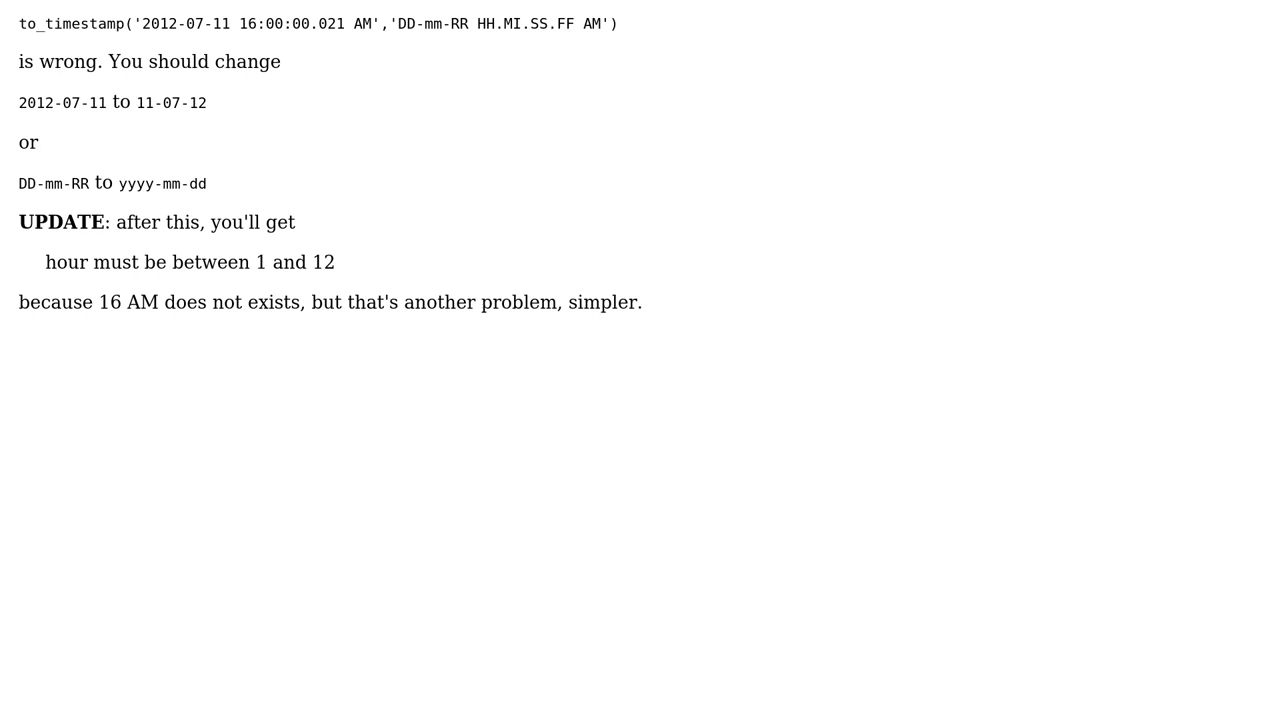 to_timestamp('2012-07-11 16:00:00.021 AM','DD-mm-RR HH.MI.SS.FF AM')
is wrong. You should change
2012-07-11 to 11-07-12
or
DD-mm-RR to yyyy-mm-dd
UPDATE: after this, you'll get
hour must be between 1 and 12
because 16 AM does not exists, but that's another problem, simpler.